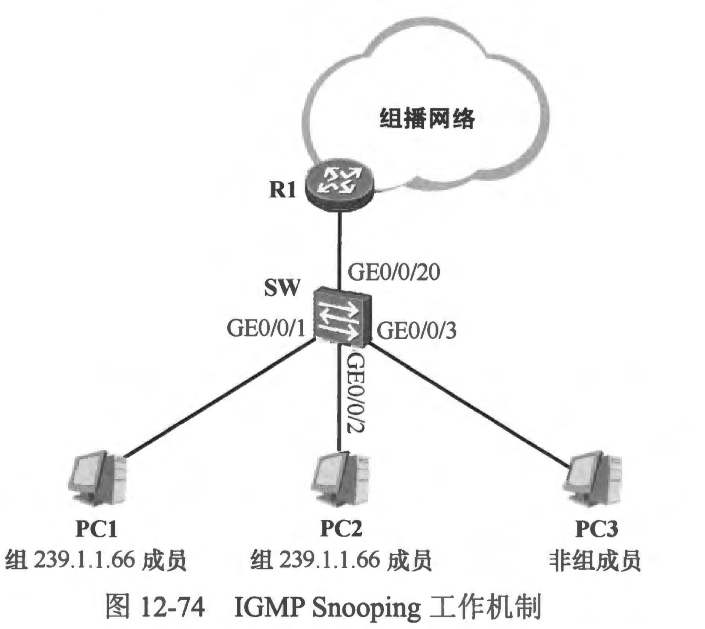 组播网络
R1
GE0/0/20
SW
GE0/0/1
GE0/0/3
GE0/0/2
PC1
PC2
PC3
组 239.1.1.66 成员
组 239.1.1.66 成员
非组成员
图 12-74 IGMP Snooping 工作机制